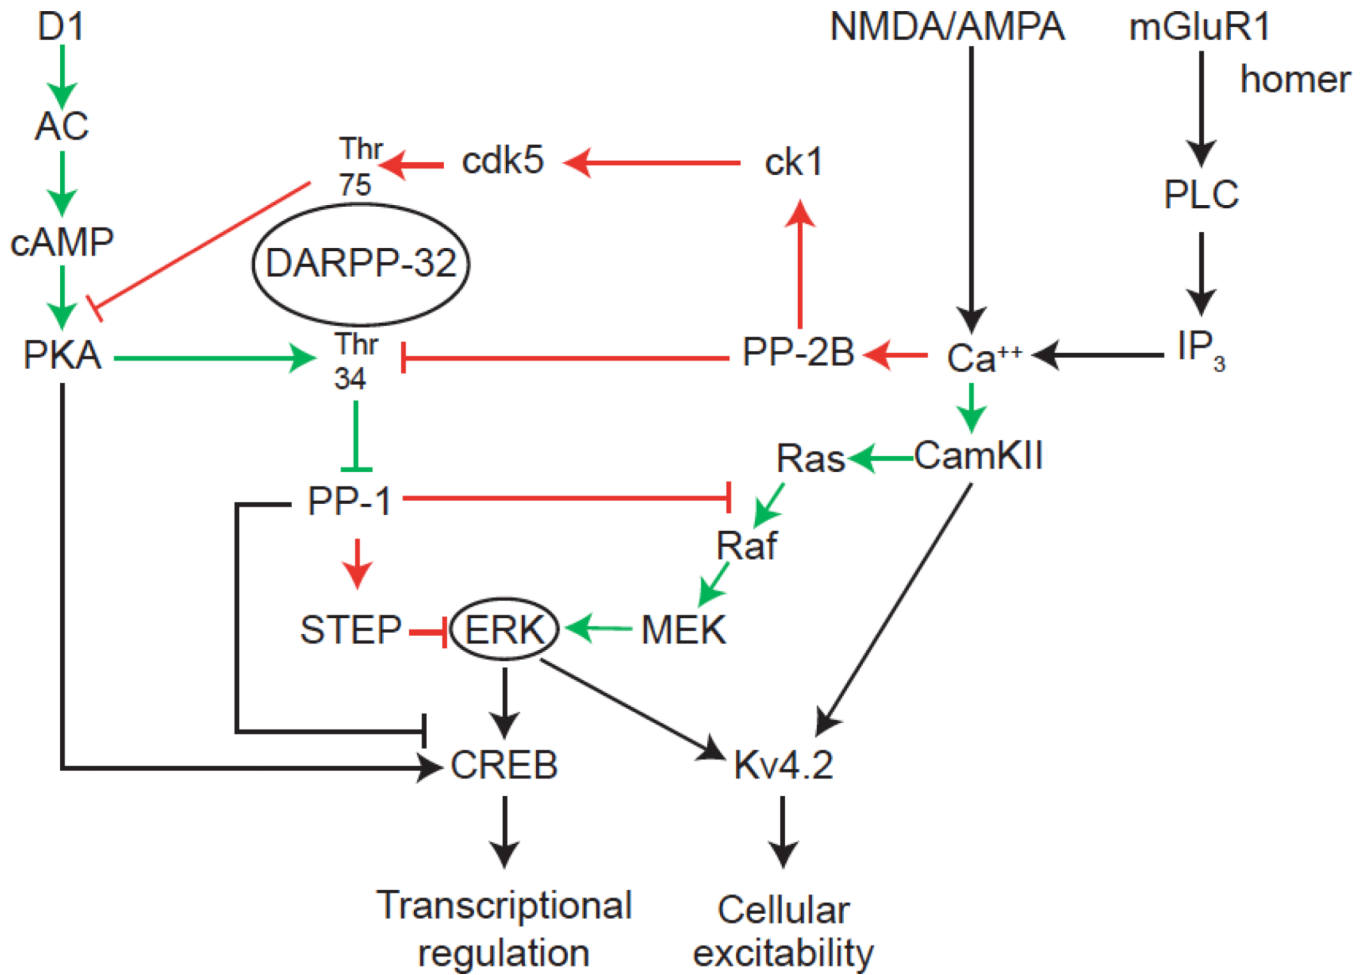 D1
NMDA/AMPA
mGluR1
homer
AC
Thr
75
cdk5
ck1
PLC
cAMP
DARPP-32
PKA
Thr
34
PP-2B
Ca++
IP3
Ras
CamKII
PP-1
Raf
STEP
ERK
MEK
CREB
Kv4.2
Transcriptional
regulation
Cellular
excitability